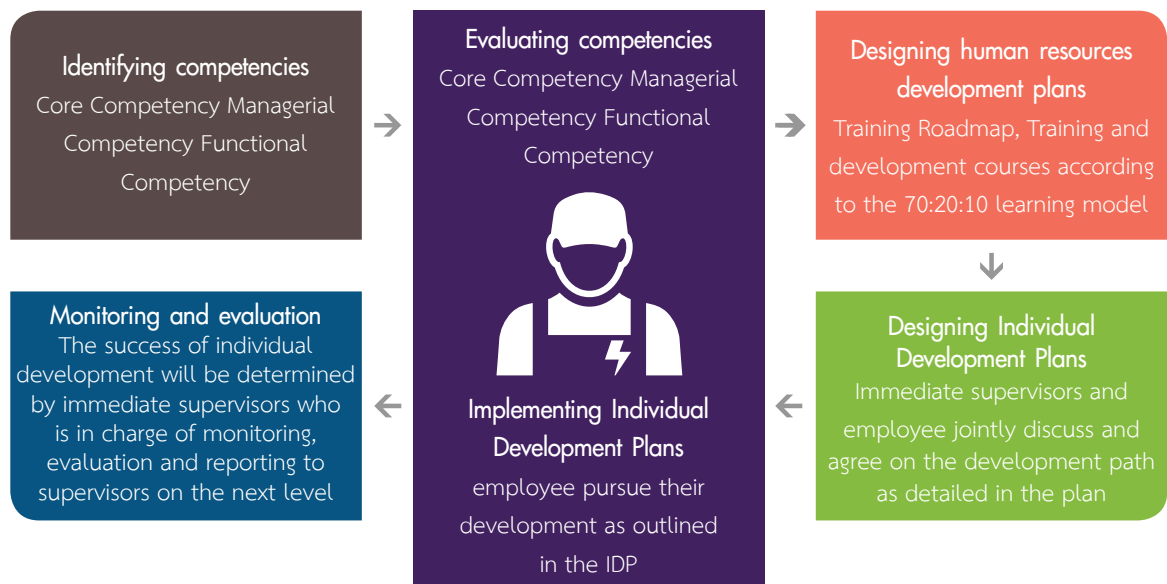 Identifying competencies
Core Competency Managerial
Competency Functional
Competency
Evaluating competencies
Core Competency Managerial
Competency Functional
Competency
Designing human resources
development plans
Training Roadmap, Training and
development courses according
to the 70:20:10 learning model
Designing Individual
Development Plans
Immediate supervisors and
employee jointly discuss and
agree on the development path
as detailed in the plan
Implementing Individual
Development Plans
employee pursue their
development as outlined
in the IDP
Monitoring and evaluation
The success of individual
development will be determined
by immediate supervisors who
is in charge of monitoring,
evaluation and reporting to
supervisors on the next level